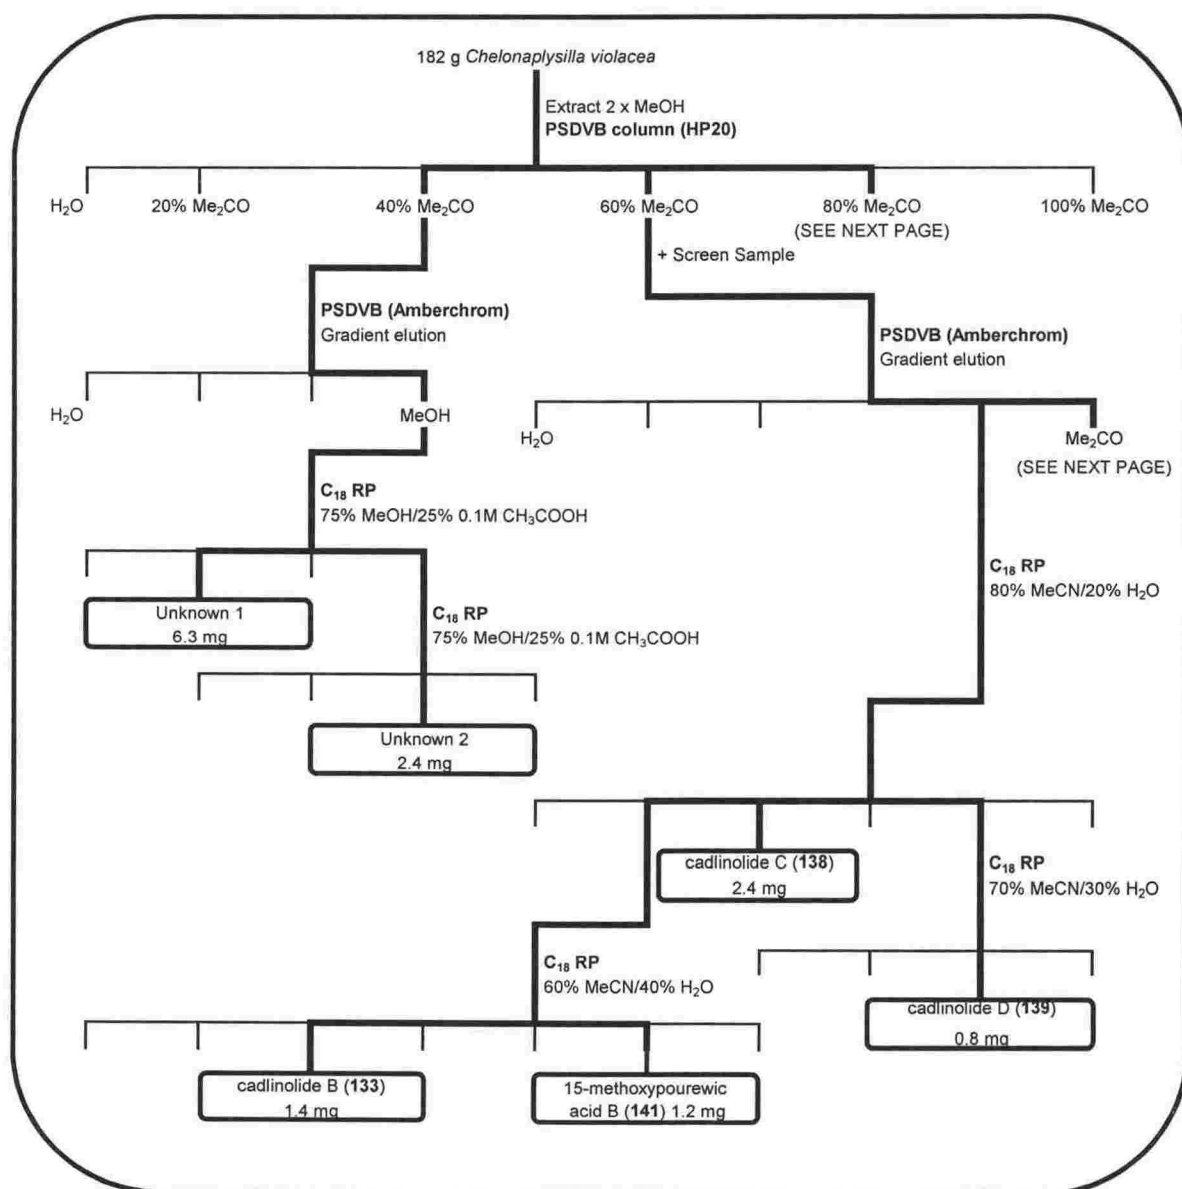 182 g Chelonaplysilla violacea
Extract 2 x MeOH
PSDVB column (HP20)
H₂O
20% Me₂CO
40% Me₂CO
60% Me₂CO
80% Me₂CO
100% Me₂CO
(SEE NEXT PAGE)
+ Screen Sample
PSDVB (Amberchrom)
Gradient elution
PSDVB (Amberchrom)
Gradient elution
H₂O
MeOH
H₂O
Me₂CO
(SEE NEXT PAGE)
C₁₈ RP
75% MeOH/25% 0.1M CH₃COOH
C₁₈ RP
80% MeCN/20% H₂O
Unknown 1
6.3 mg
C₁₈ RP
75% MeOH/25% 0.1M CH₃COOH
Unknown 2
2.4 mg
cadlinolide C (138)
2.4 mg
C₁₈ RP
70% MeCN/30% H₂O
C₁₈ RP
60% MeCN/40% H₂O
cadlinolide D (139)
0.8 mg
cadlinolide B (133)
1.4 mg
15-methoxypourewic
acid B (141) 1.2 mg